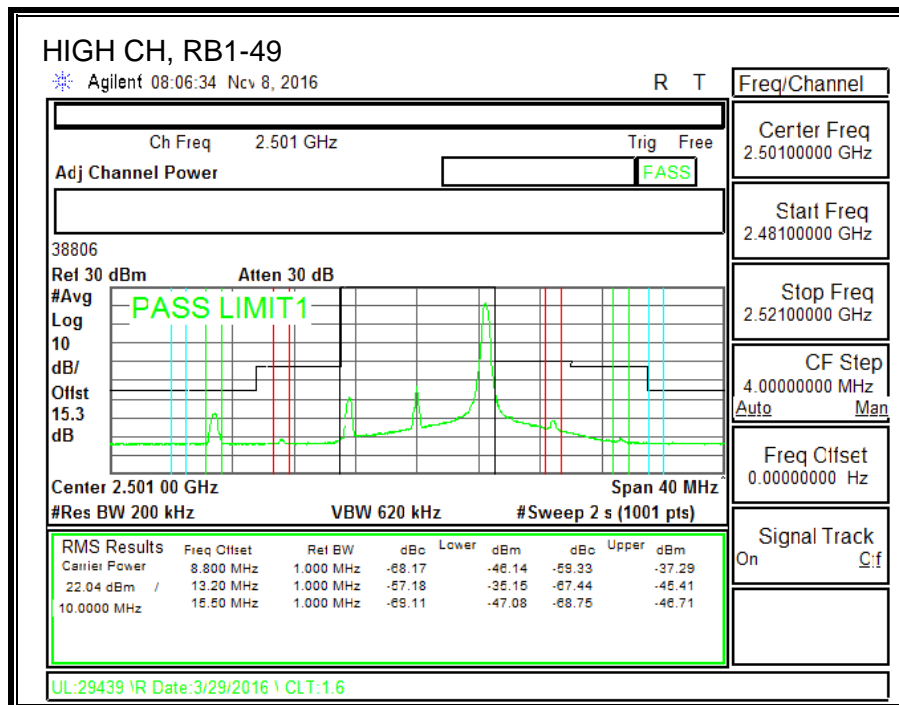 HIGH CH, RB1-49
Agilent 08:06:34 Nov 8, 2016 R T
Freq/Channel
Ch Freq 2.501 GHz Trig Free
Adj Channel Power PASS
Center Freq
2.50100000 GHz
Start Freq
2.48100000 GHz
Stop Freq
2.52100000 GHz
CF Step
4.00000000 MHz
Auto Man
Freq Offset
0.00000000 Hz
Signal Track
On Off
38806
Ref 30 dBm Atten 30 dB
#Avg
Log
10
dB/
Offst
15.3
dB
PASS LIMIT1
Center 2.501 00 GHz Span 40 MHz
#Res BW 200 kHz VBW 620 kHz #Sweep 2 s (1001 pts)
RMS Results Freq Offset Ref BW dBc Lower dBm dBc Upper dBm
Carrier Power 8.800 MHz 1.000 MHz -68.17 -46.14 -59.33 -37.29
22.04 dBm / 13.20 MHz 1.000 MHz -57.18 -35.15 -67.44 -45.41
10.0000 MHz 15.50 MHz 1.000 MHz -69.11 -47.08 -68.75 -46.71
UL:29439 \R Date:3/29/2016 \ CLT:1.6